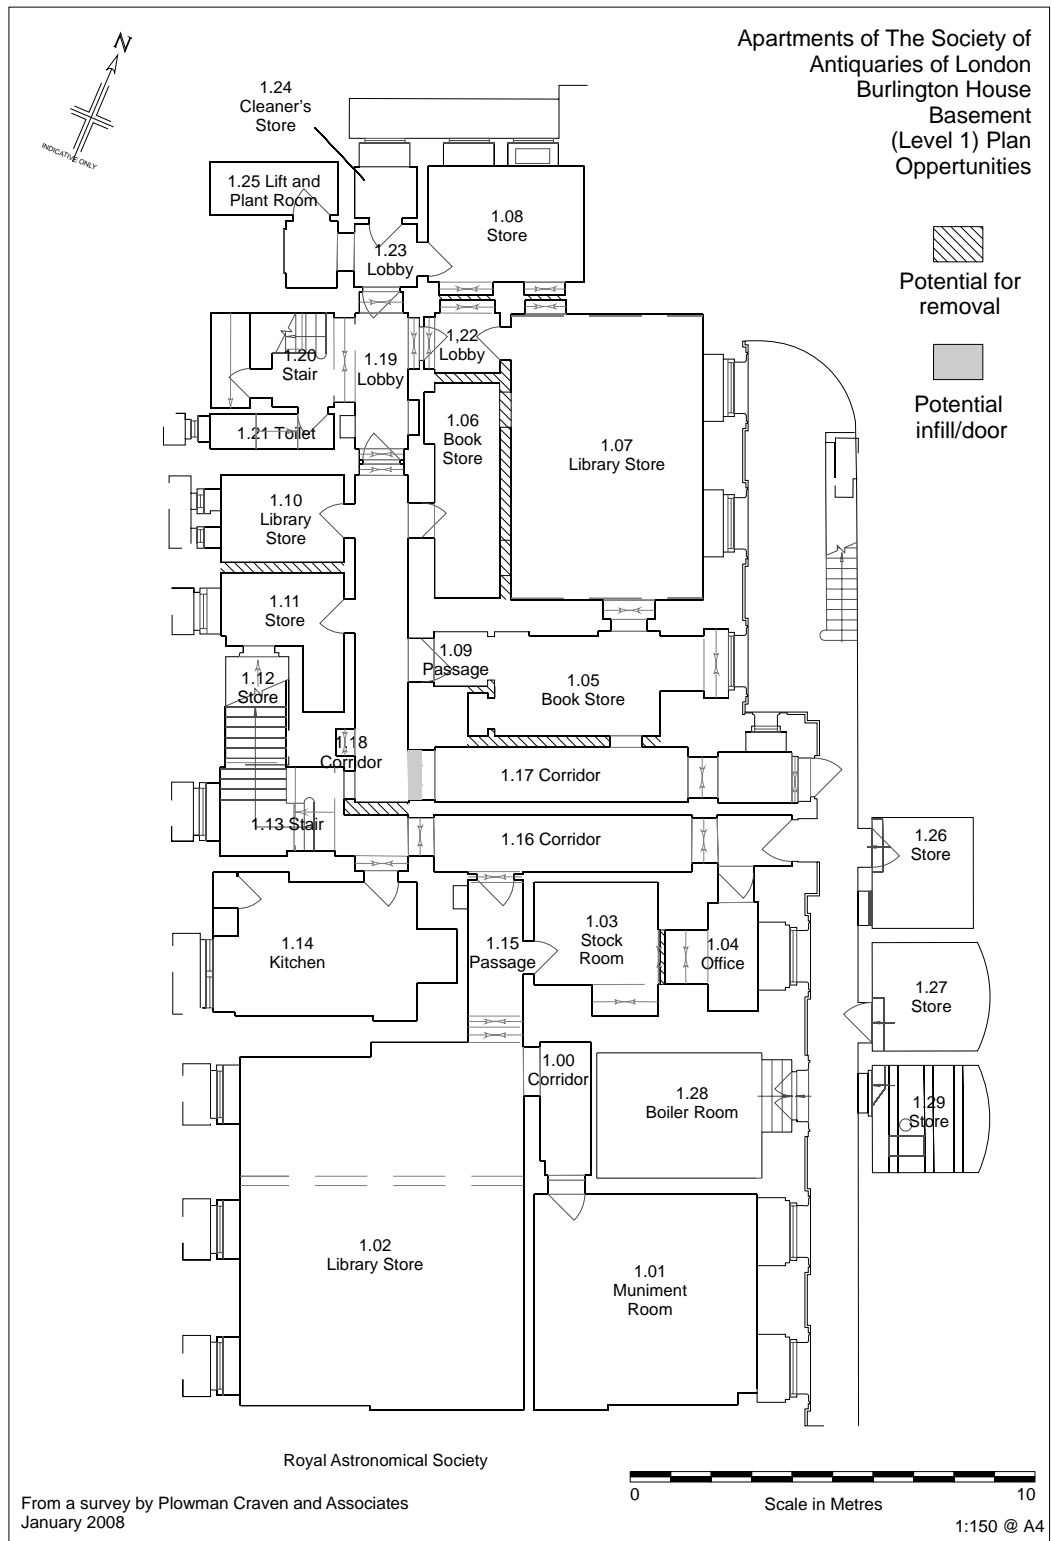 Apartments of The Society of
Antiquaries of London
Burlington House
Basement
(Level 1) Plan
Oppertunities
N
INDICATIVE ONLY
Potential for
removal
Potential
infill/door
1.24
Cleaner's
Store
1.25 Lift and
Plant Room
1.08
Store
1.23
Lobby
1.20
Stair
1.19
Lobby
1,22
Lobby
1.21 Toilet
1.06
Book
Store
1.07
Library Store
1.10
Library
Store
1.11
Store
1.12
Store
1.09
Passage
1.05
Book Store
1.18
Corridor
1.17 Corridor
1.13 Stair
1.16 Corridor
1.26
Store
1.14
Kitchen
1.15
Passage
1.03
Stock
Room
1.04
Office
1.27
Store
1.00
Corridor
1.28
Boiler Room
1.29
Store
1.02
Library Store
1.01
Muniment
Room
Royal Astronomical Society
From a survey by Plowman Craven and Associates
January 2008
0 10
Scale in Metres
1:150 @ A4